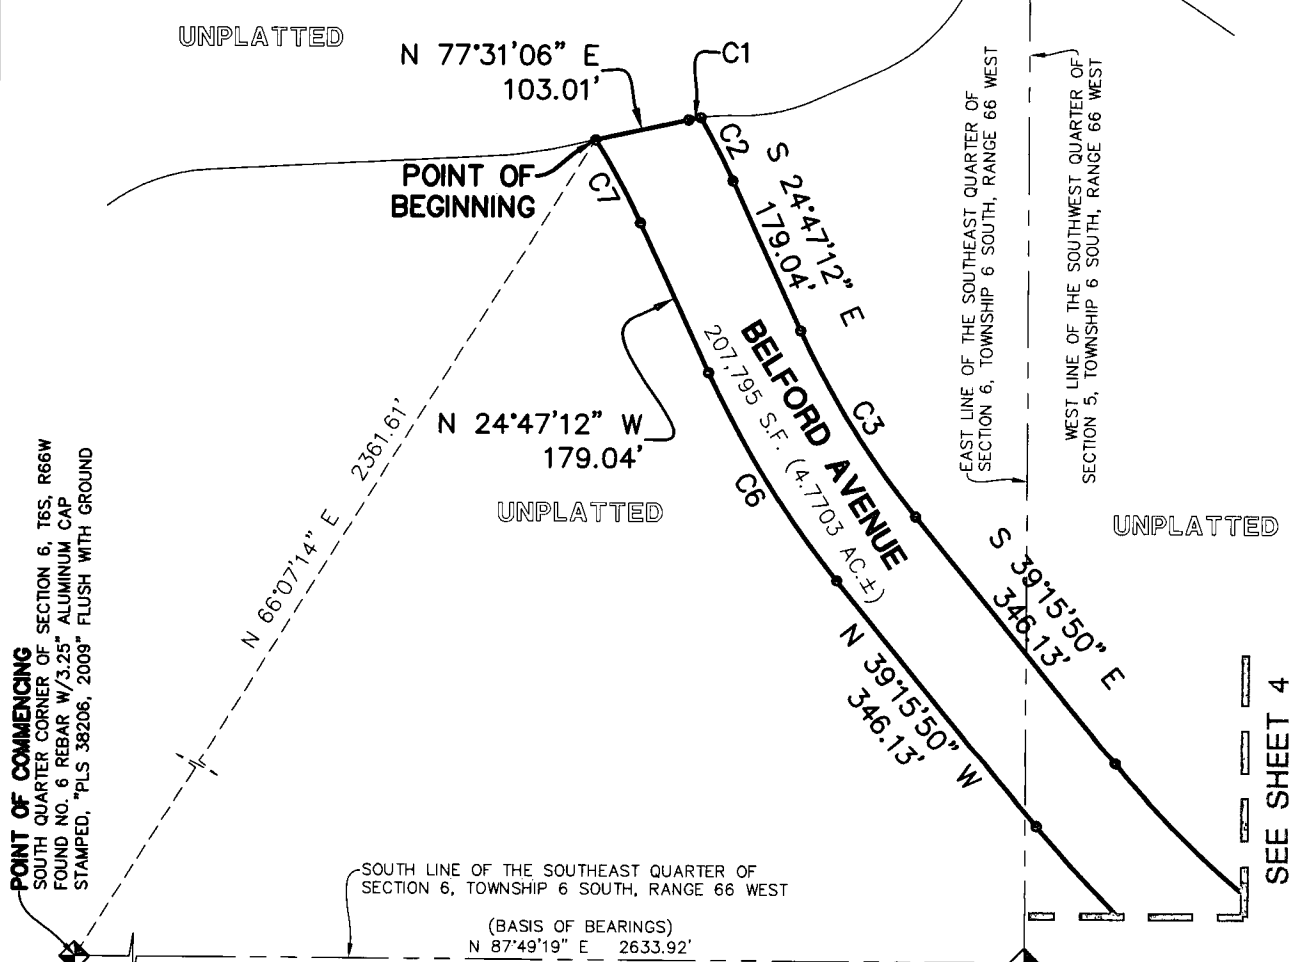 UNPLATTED
N 77°31'06" E
103.01'
C1
C2
S 24°47'12" E
179.04'
POINT OF
BEGINNING
C7
EAST LINE OF THE SOUTHEAST QUARTER OF
SECTION 6, TOWNSHIP 6 SOUTH, RANGE 66 WEST
WEST LINE OF THE SOUTHWEST QUARTER OF
SECTION 5, TOWNSHIP 6 SOUTH, RANGE 66 WEST
BELFORD AVENUE
207,795 S.F. (4.7703 AC.±)
C3
N 24°47'12" W
179.04'
C6
UNPLATTED
UNPLATTED
N 66°07'14" E 2361.61'
S 39°15'50" E
346.13'
N 39°15'50" W
346.13'
POINT OF COMMENCING
SOUTH QUARTER CORNER OF SECTION 6, T6S, R66W
FOUND NO. 6 REBAR W/3.25" ALUMINUM CAP
STAMPED, "PLS 38206, 2009" FLUSH WITH GROUND
SEE SHEET 4
SOUTH LINE OF THE SOUTHEAST QUARTER OF
SECTION 6, TOWNSHIP 6 SOUTH, RANGE 66 WEST
(BASIS OF BEARINGS)
N 87°49'19" E 2633.92'